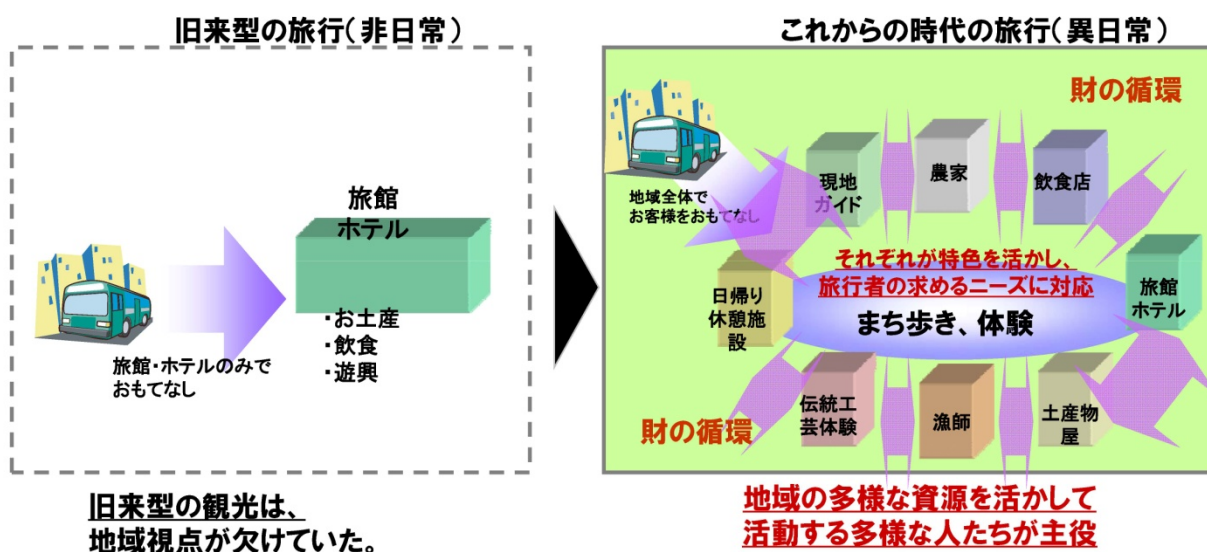 旧来型の旅行(非日常)
旅館
ホテル
・お土産
・飲食
・遊興
旅館・ホテルのみで
おもてなし
旧来型の観光は、
地域視点が欠けていた。
これからの時代の旅行(異日常)
財の循環
地域全体で
お客様をおもてなし
現地
ガイド
農家
飲食店
それぞれが特色を活かし、
旅行者の求めるニーズに対応
まち歩き、体験
日帰り
休憩施
設
旅館
ホテル
伝統工
芸体験
漁師
土産物
屋
財の循環
地域の多様な資源を活かして
活動する多様な人たちが主役